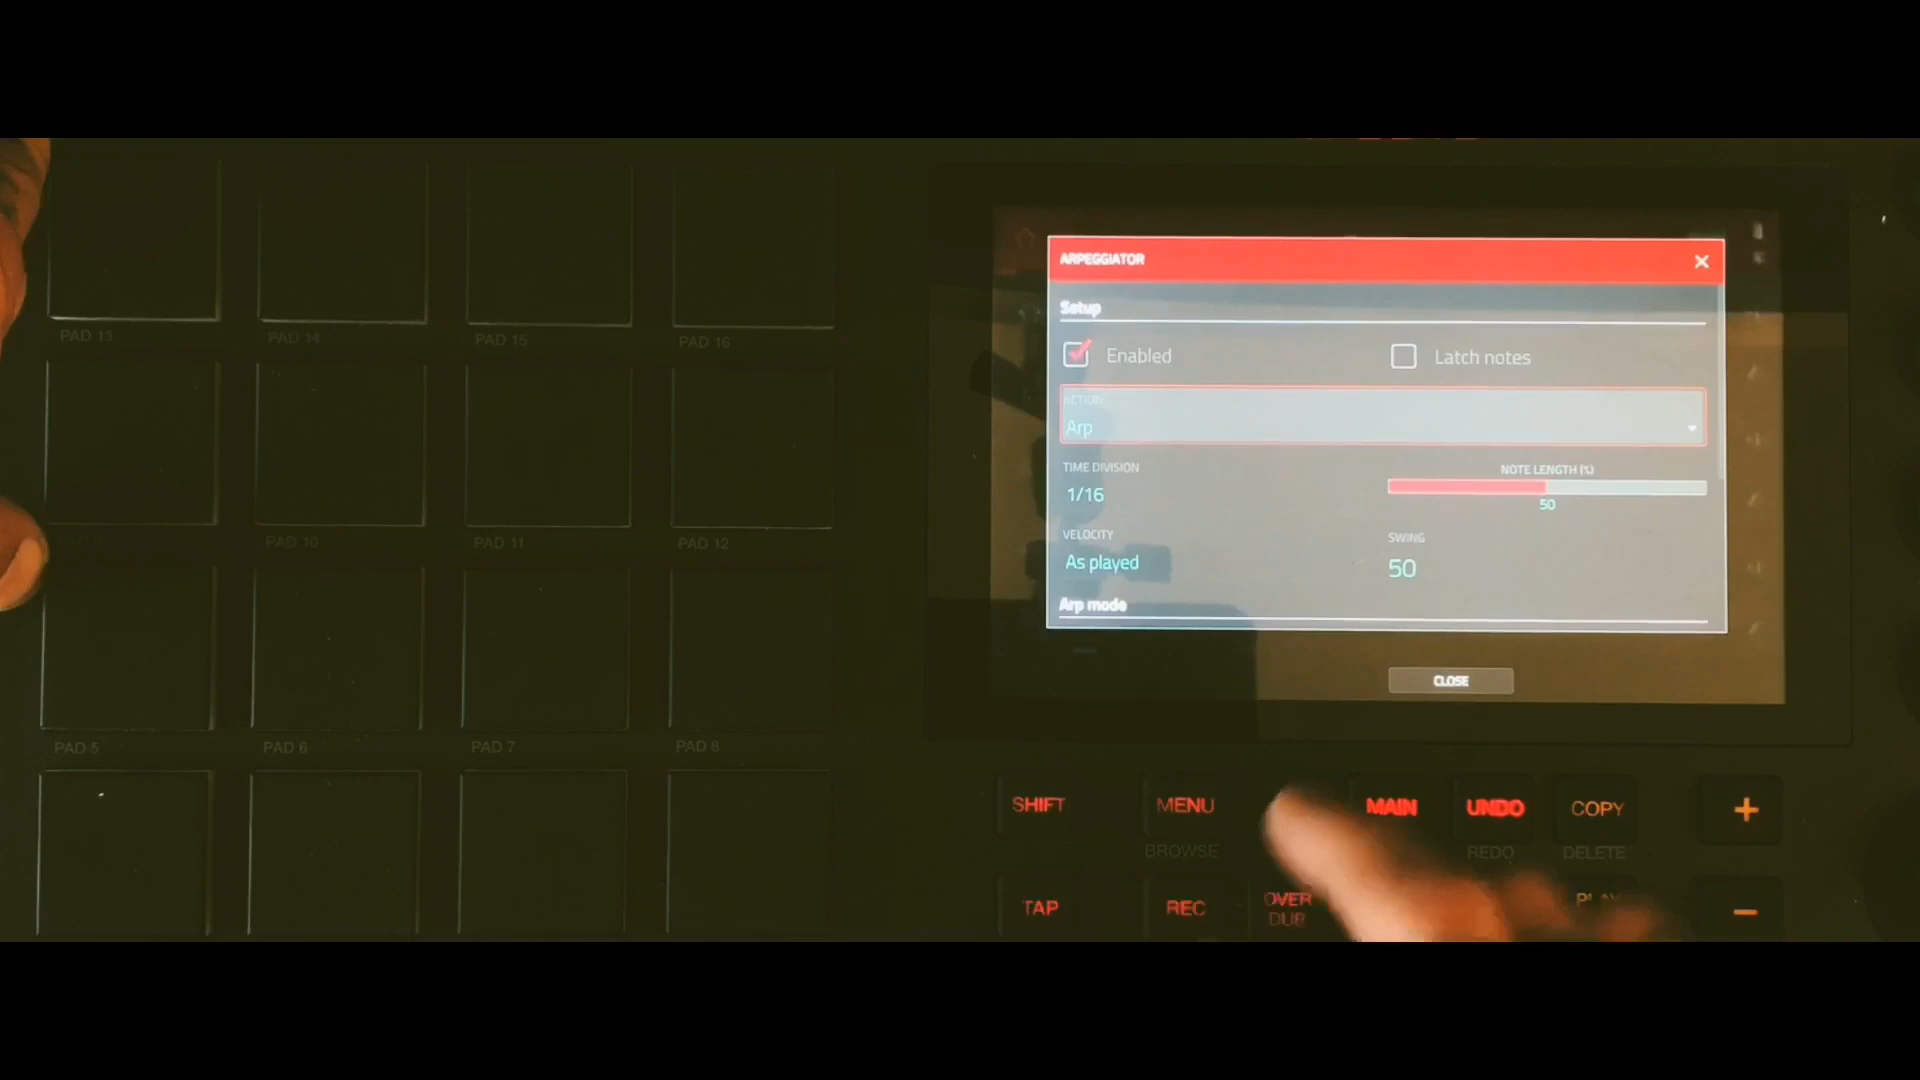 PAD 13
PAD 14
PAD 15
PAD 16
PAD 10
PAD 11
PAD 12
PAD 5
PAD 6
PAD 7
PAD 8
ARPEGGIATOR
Setup
Enabled
Latch notes
ACTION
Arp
TIME DIVISION
1/16
NOTE LENGTH (%)
50
VELOCITY
As played
SWING
50
Arp mode
CLOSE
SHIFT
MENU
MAIN
UNDO
COPY
+
BROWSE
REDO
DELETE
TAP
REC
OVER
DUB
PLAY
−